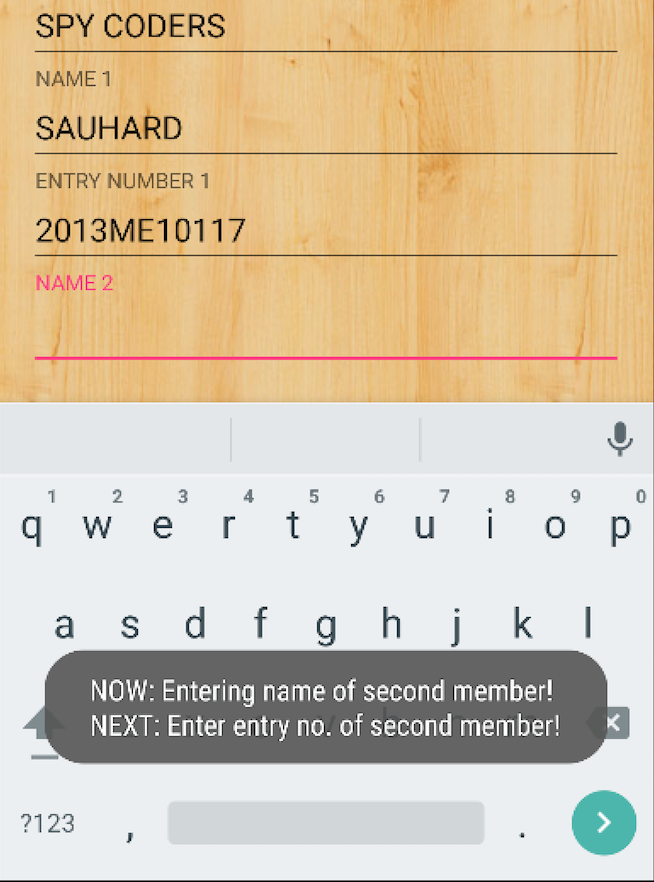 SPY CODERS
NAME 1
SAUHARD
ENTRY NUMBER 1
2013ME10117
NAME 2
1 2 3 4 5 6 7 8 9 0
q w e r t y u i o p
a s d f g h j k l
NOW: Entering name of second member!
NEXT: Enter entry no. of second member!
?123 , .